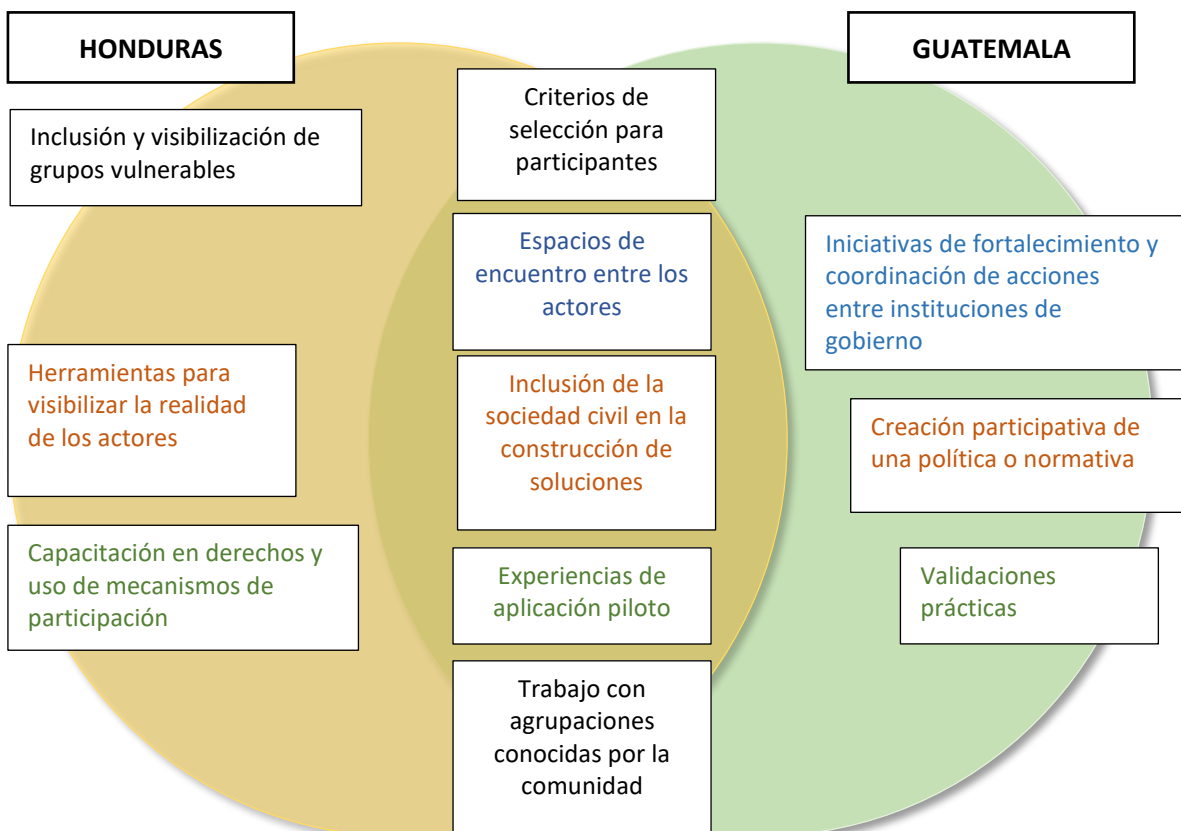 HONDURAS
GUATEMALA
Inclusión y visibilización de
grupos vulnerables
Criterios de
selección para
participantes
Espacios de
encuentro entre los
actores
Iniciativas de fortalecimiento y
coordinación de acciones
entre instituciones de
gobierno
Herramientas para
visibilizar la realidad
de los actores
Inclusión de la
sociedad civil en la
construcción de
soluciones
Creación participativa de
una política o normativa
Capacitación en derechos y
uso de mecanismos de
participación
Experiencias de
aplicación piloto
Validaciones
prácticas
Trabajo con
agrupaciones
conocidas por la
comunidad